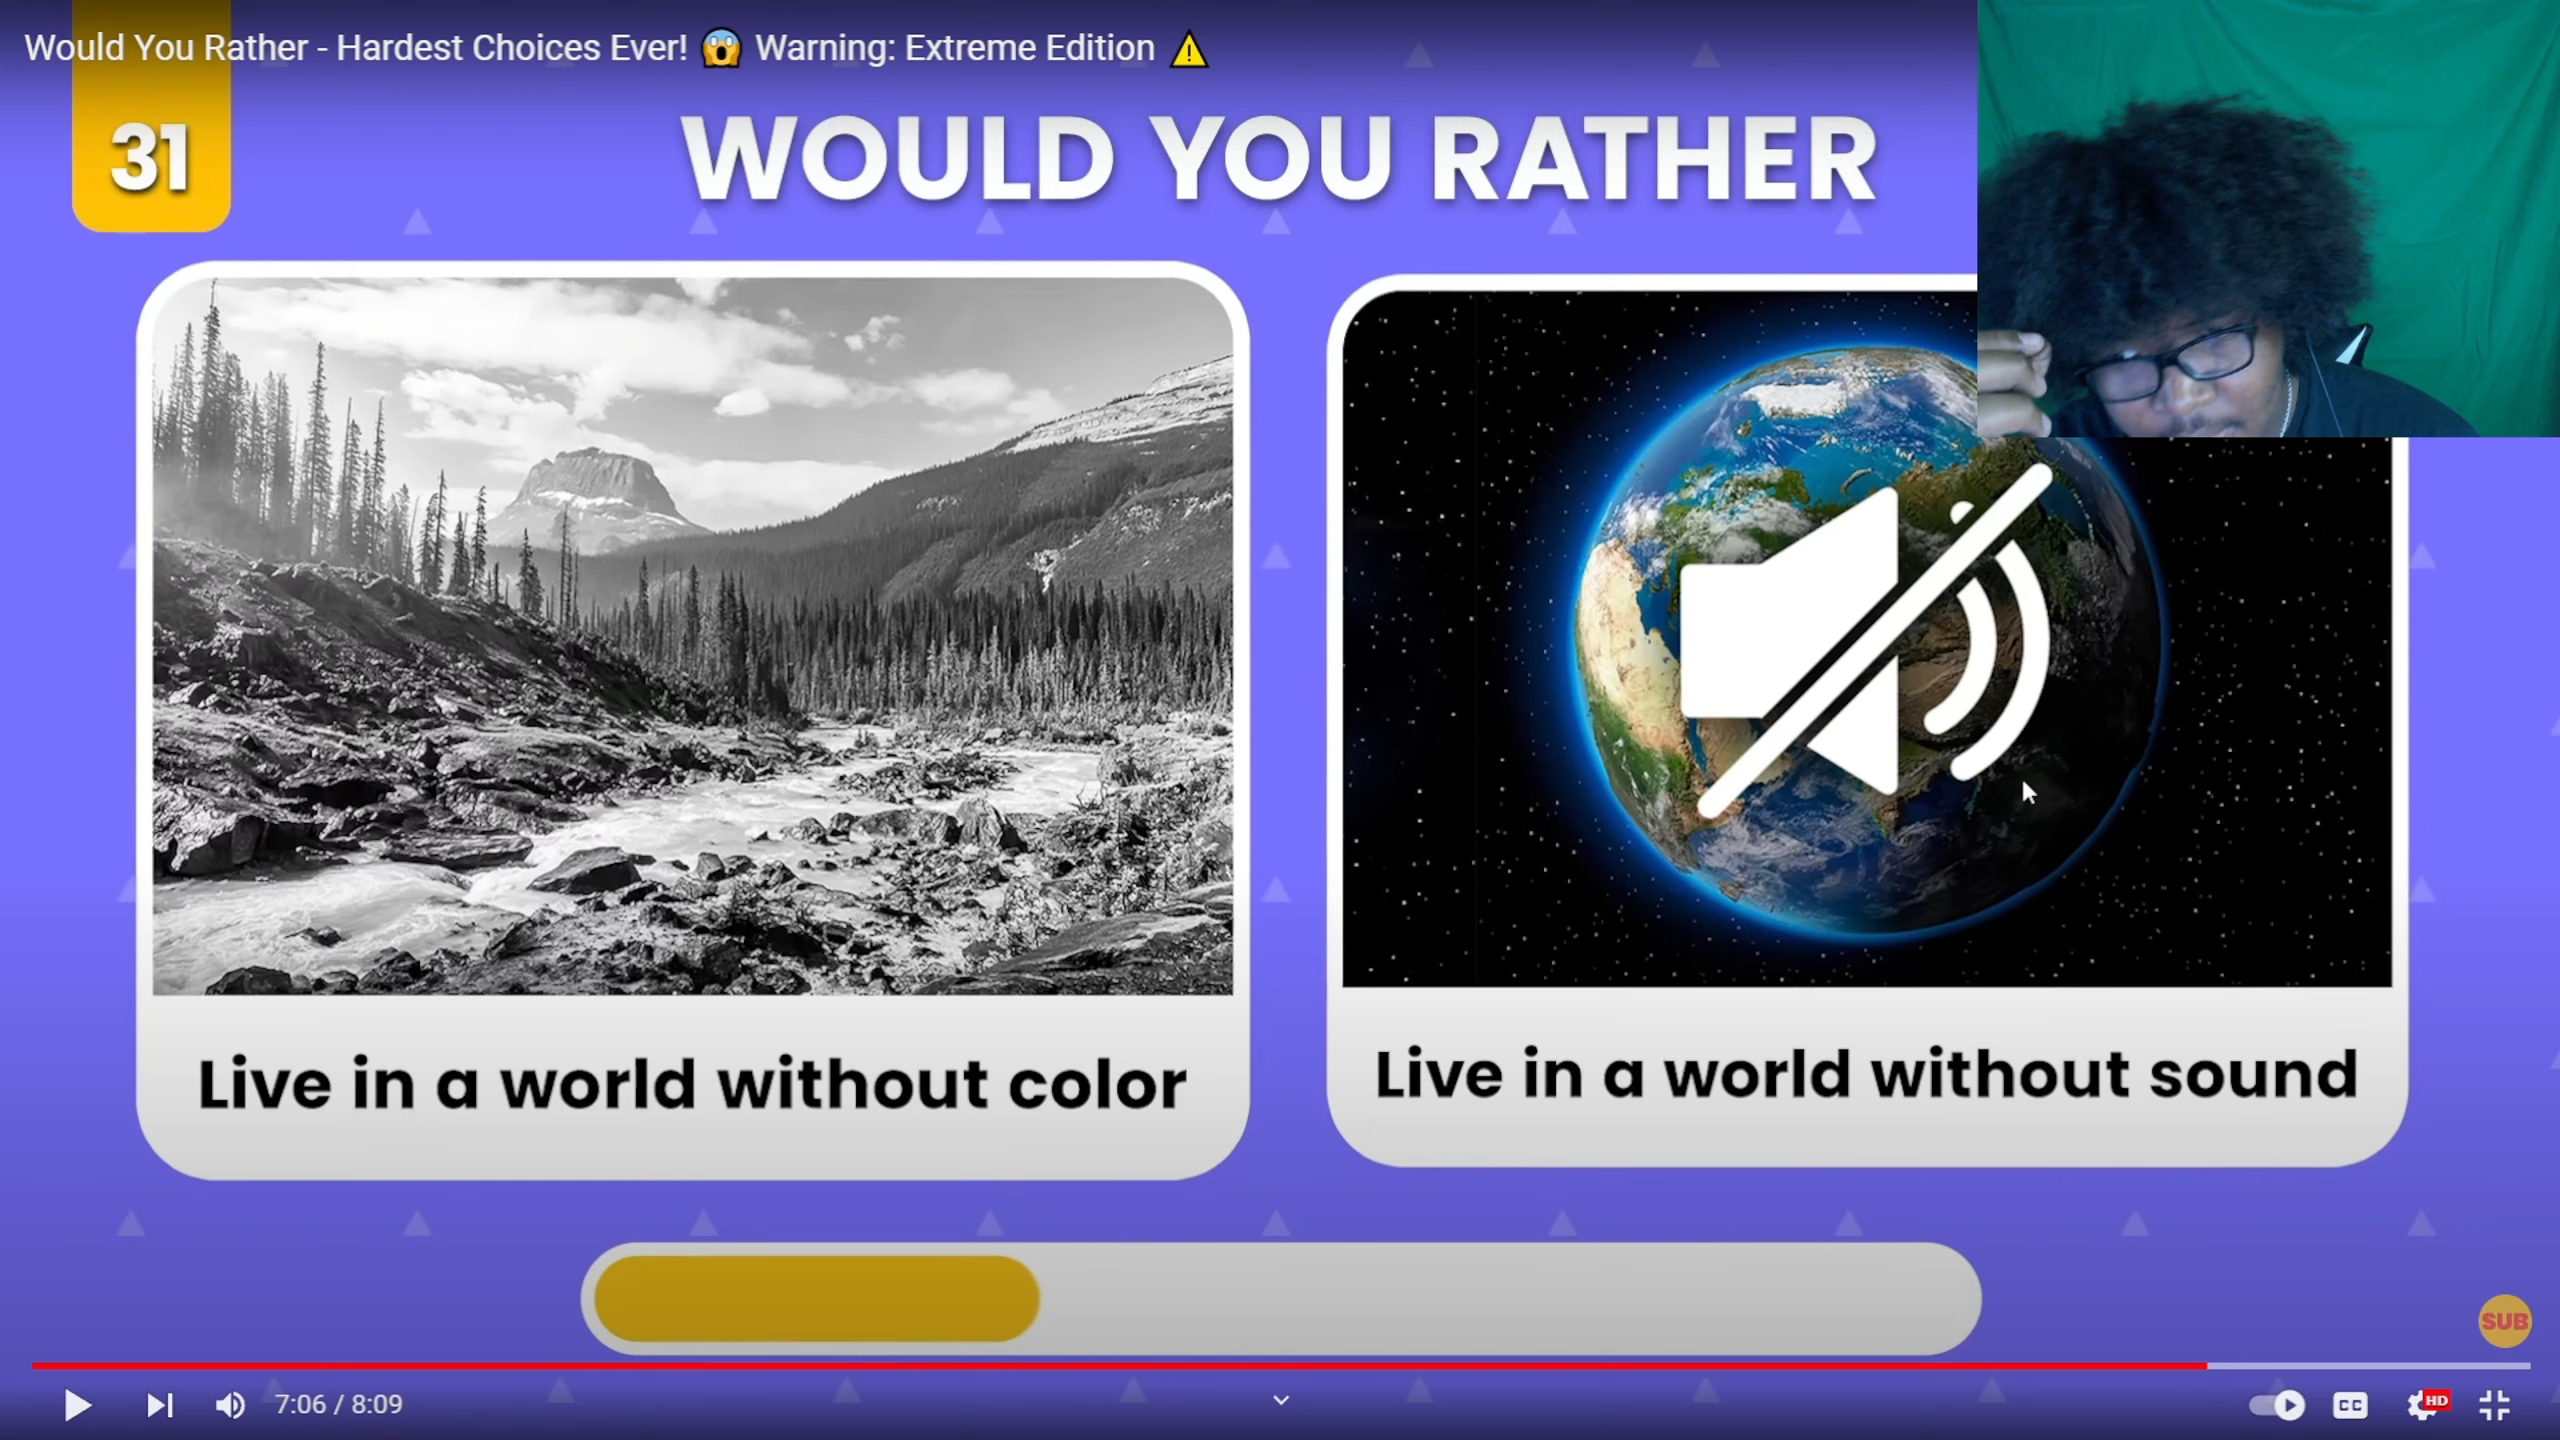 Would You Rather - Hardest Choices Ever! 😱 Warning: Extreme Edition ⚠️
31
WOULD YOU RATHER
Live in a world without color
Live in a world without sound
SUB
7:06 / 8:09
CC
HD